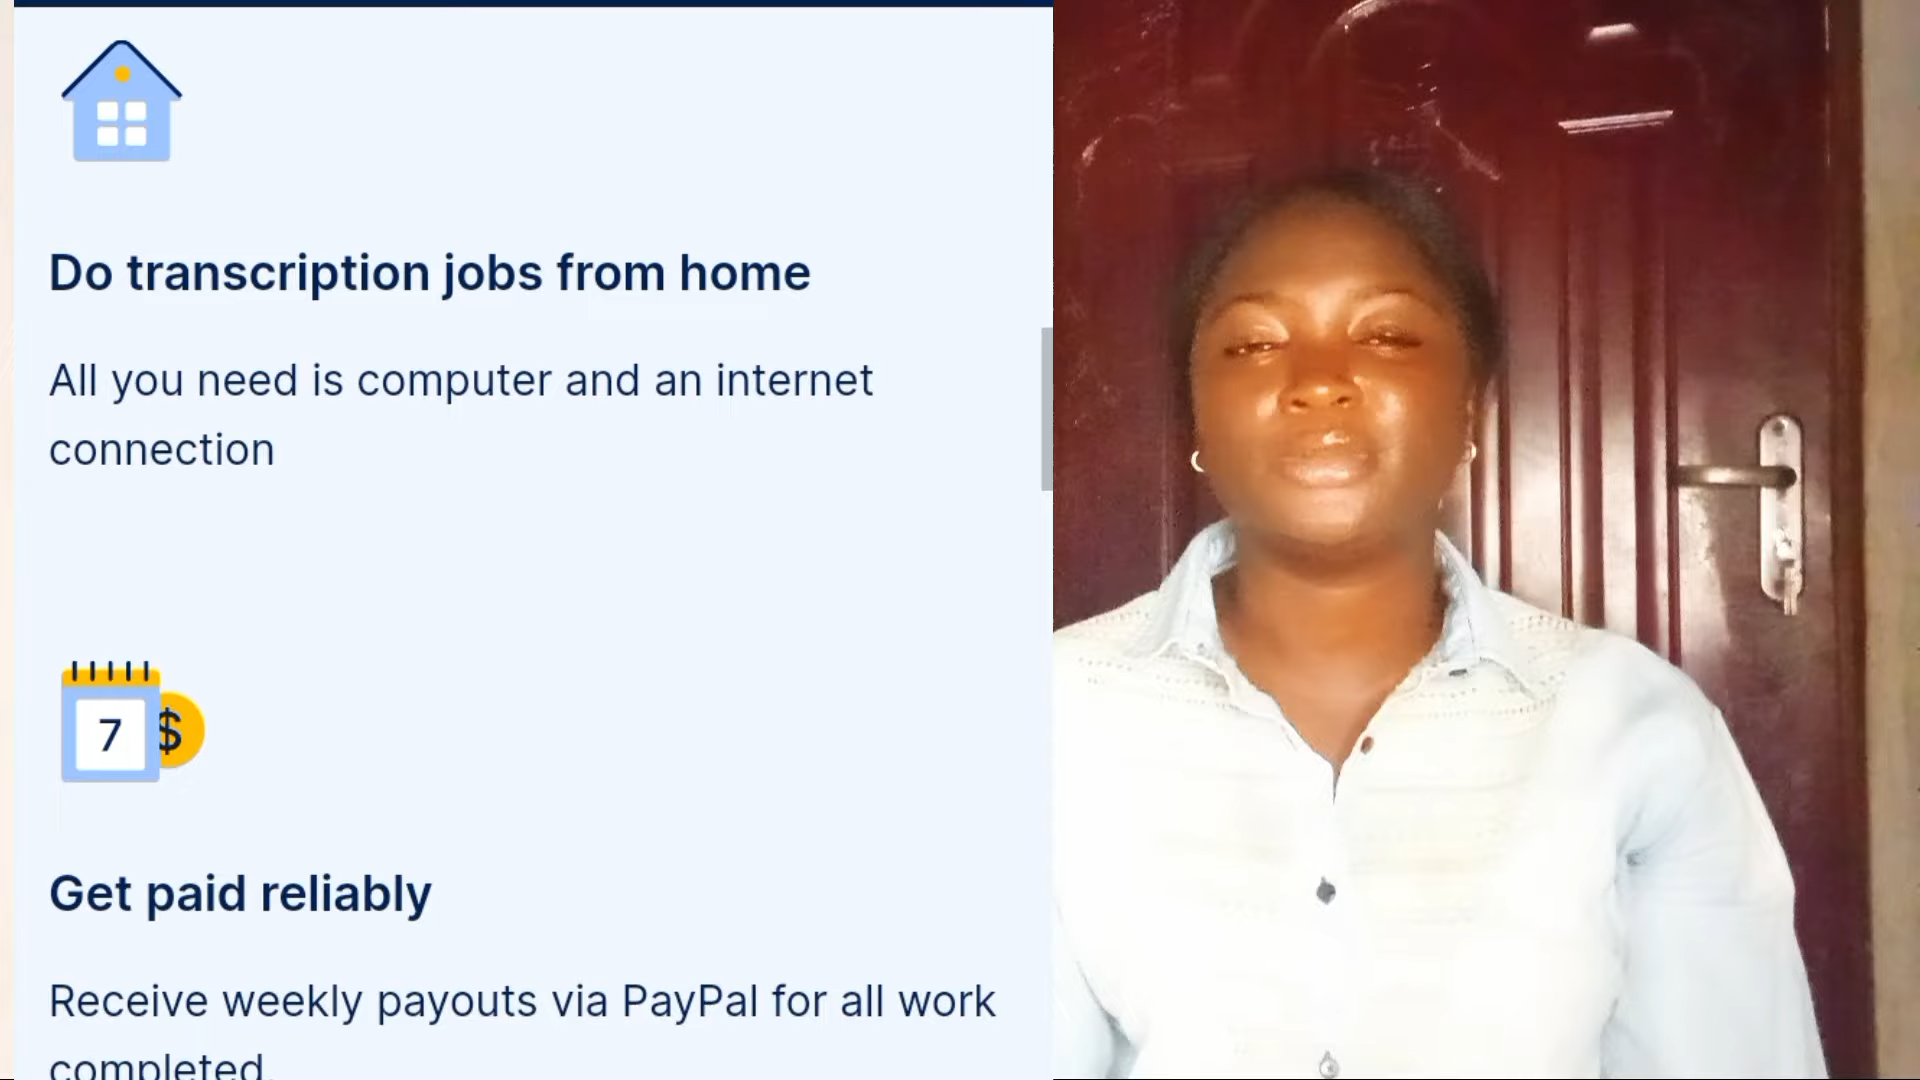 Do transcription jobs from home
All you need is computer and an internet
connection
7
$
Get paid reliably
Receive weekly payouts via PayPal for all work
completed.